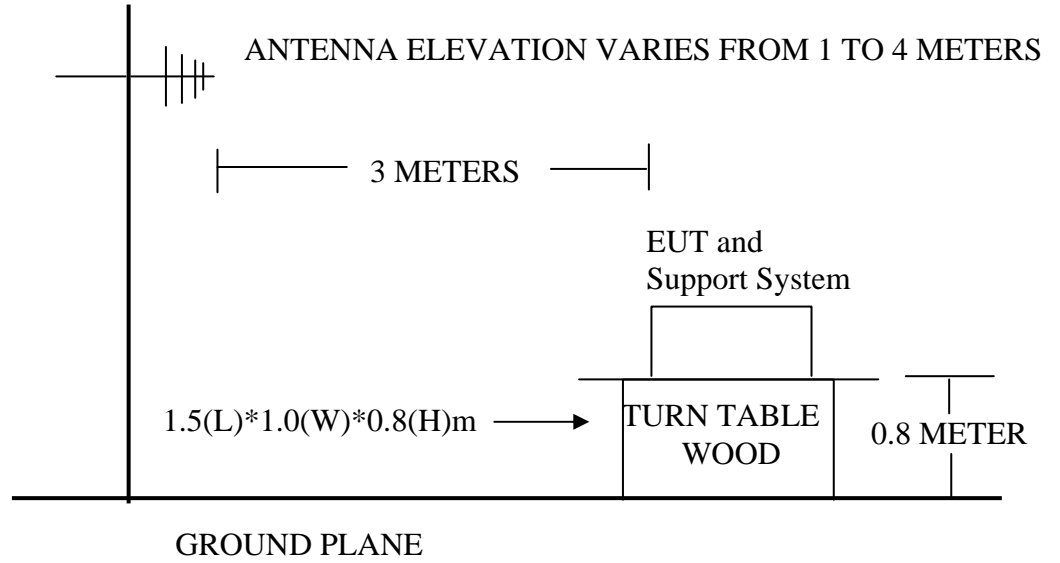 ANTENNA ELEVATION VARIES FROM 1 TO 4 METERS
3 METERS
EUT and
Support System
1.5(L)*1.0(W)*0.8(H)m
TURN TABLE
WOOD
0.8 METER
GROUND PLANE